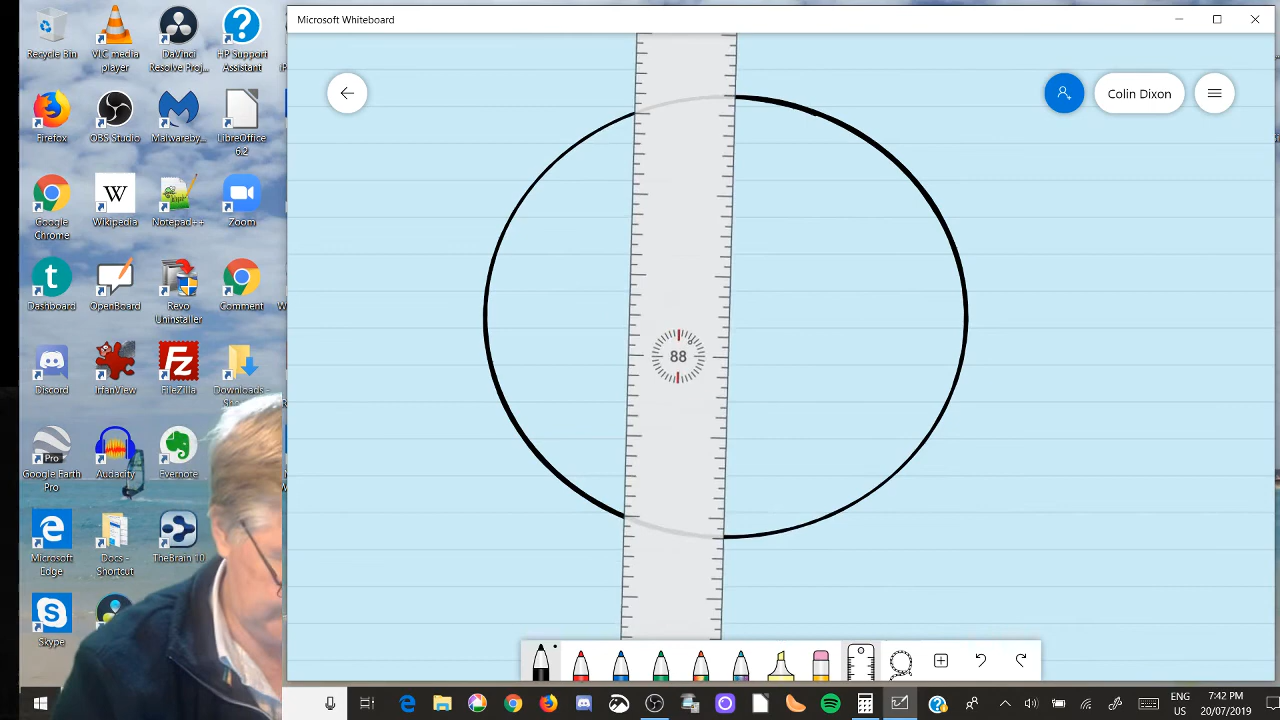 Microsoft Whiteboard
Colin Dixon
Recycle Bin
VLC media player
DaVinci Resolve Proj...
HP Support Assistant
Firefox
OBS Studio
Malwareby...
LibreOffice 6.2
Google Chrome
Wikipedia
Notepad++
Zoom
Dashboard
OpenBoard
Revo Uninstaller
Comment
Discord
IrfanView
FileZilla
Downloads -
Google Earth Pro
Pro
Audacity
Evernote
Microsoft Edge
Docs - Shortcut
TheBrain 10
Skype
88
ENG
US
7:42 PM
20/07/2019